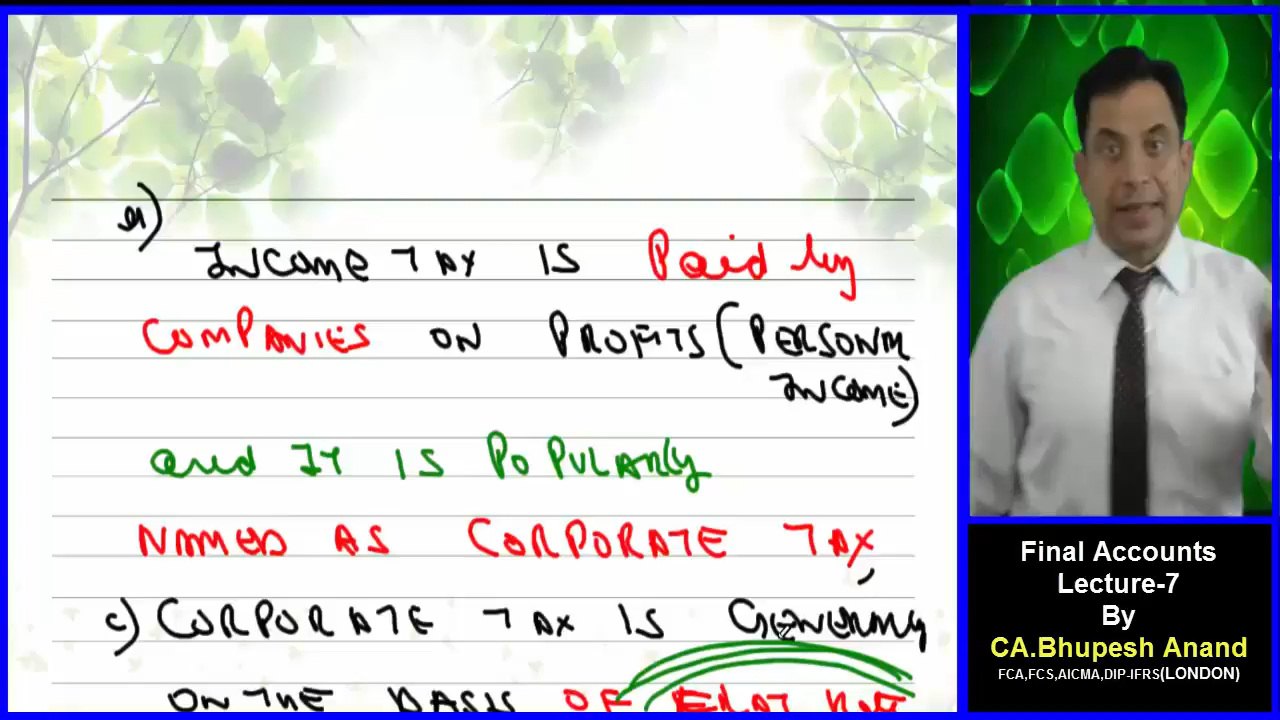 INCOME TAX IS Paid by
COMPANIES ON PROFITS (PERSONAL
INCOME)
and IT IS POPULARLY
NAMED AS CORPORATE TAX,
c) CORPORATE TAX IS GENERALLY
ON THE BASIS OF FLAT
Final Accounts
Lecture-7
By
CA.Bhupesh Anand
FCA,FCS,AICMA,DIP-IFRS(LONDON)